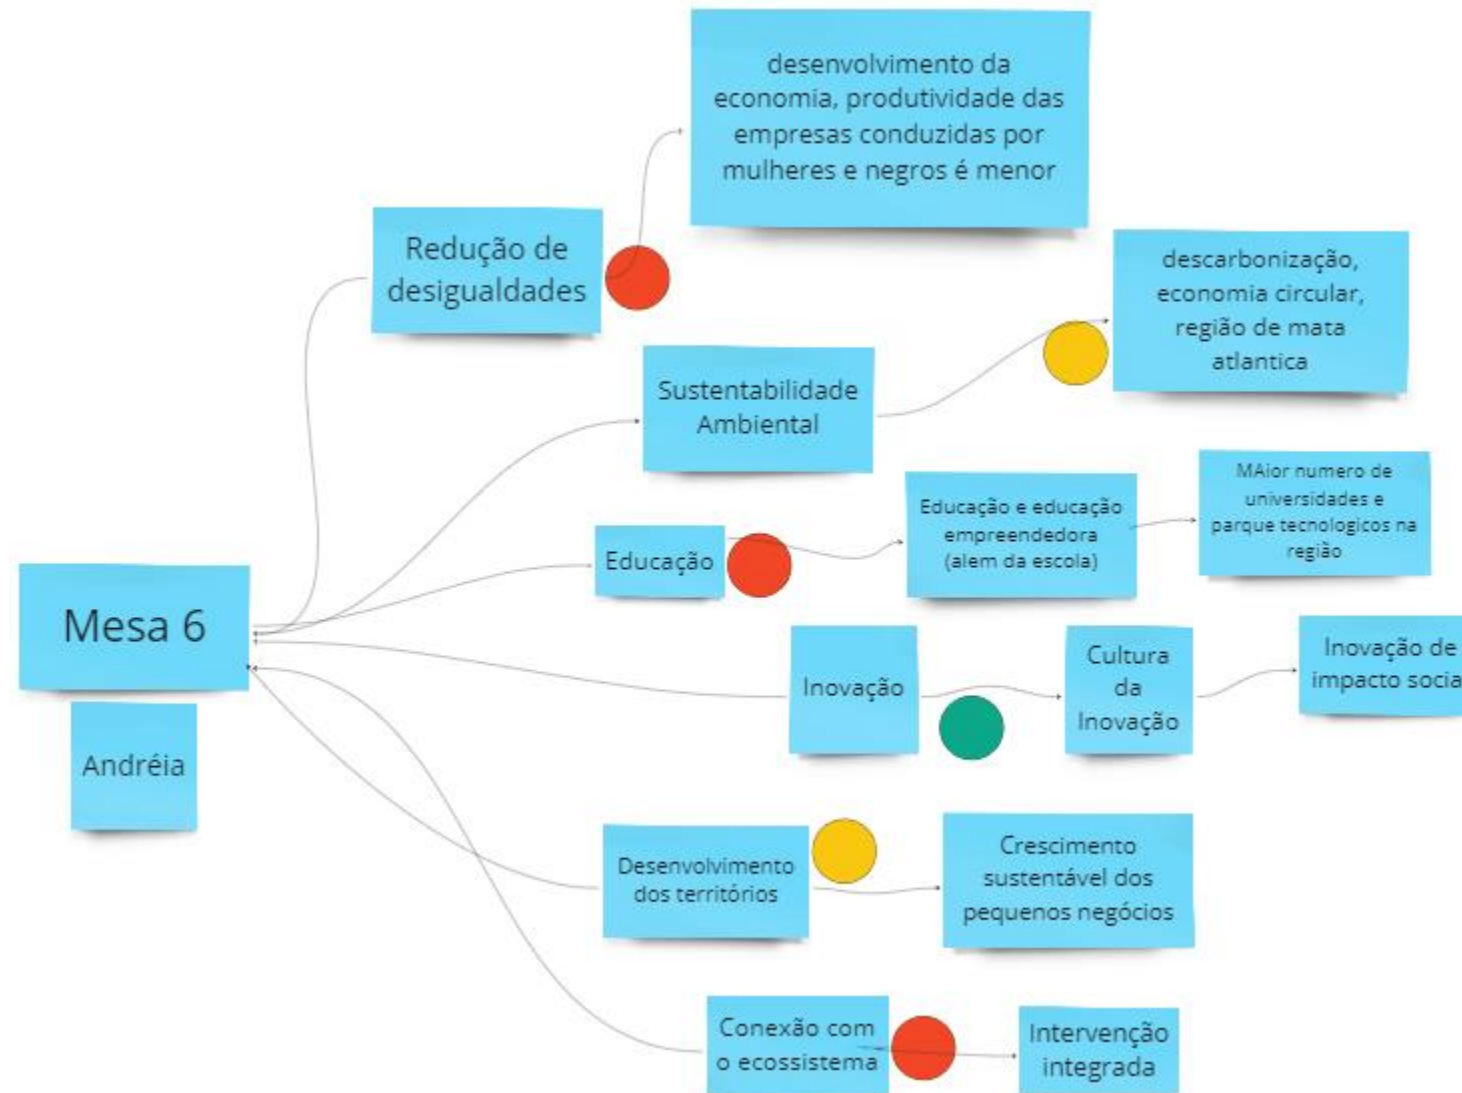 desenvolvimento da
economia, produtividade das
empresas conduzidas por
mulheres e negros é menor
Redução de
desigualdades
descarbonização,
economia circular,
região de mata
atlantica
Sustentabilidade
Ambiental
MAior numero de
universidades e
parque tecnologicos na
região
Educação e educação
empreendedora
(alem da escola)
Educação
Mesa 6
Andréia
Inovação
Cultura
da
Inovação
Inovação de
impacto socia
Desenvolvimento
dos territórios
Crescimento
sustentável dos
pequenos negócios
Conexão com
o ecossistema
Intervenção
integrada